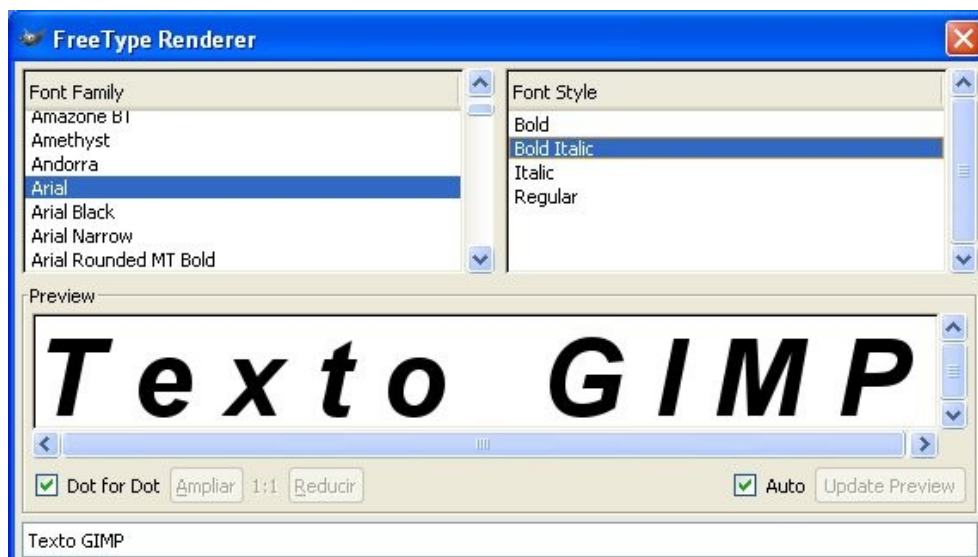 FreeType Renderer
Font Family
Amazone BT
Amethyst
Andorra
Arial
Arial Black
Arial Narrow
Arial Rounded MT Bold
Font Style
Bold
Bold Italic
Italic
Regular
Preview
Texto GIMP
Dot for Dot Ampliar 1:1 Reducir Auto Update Preview
Texto GIMP